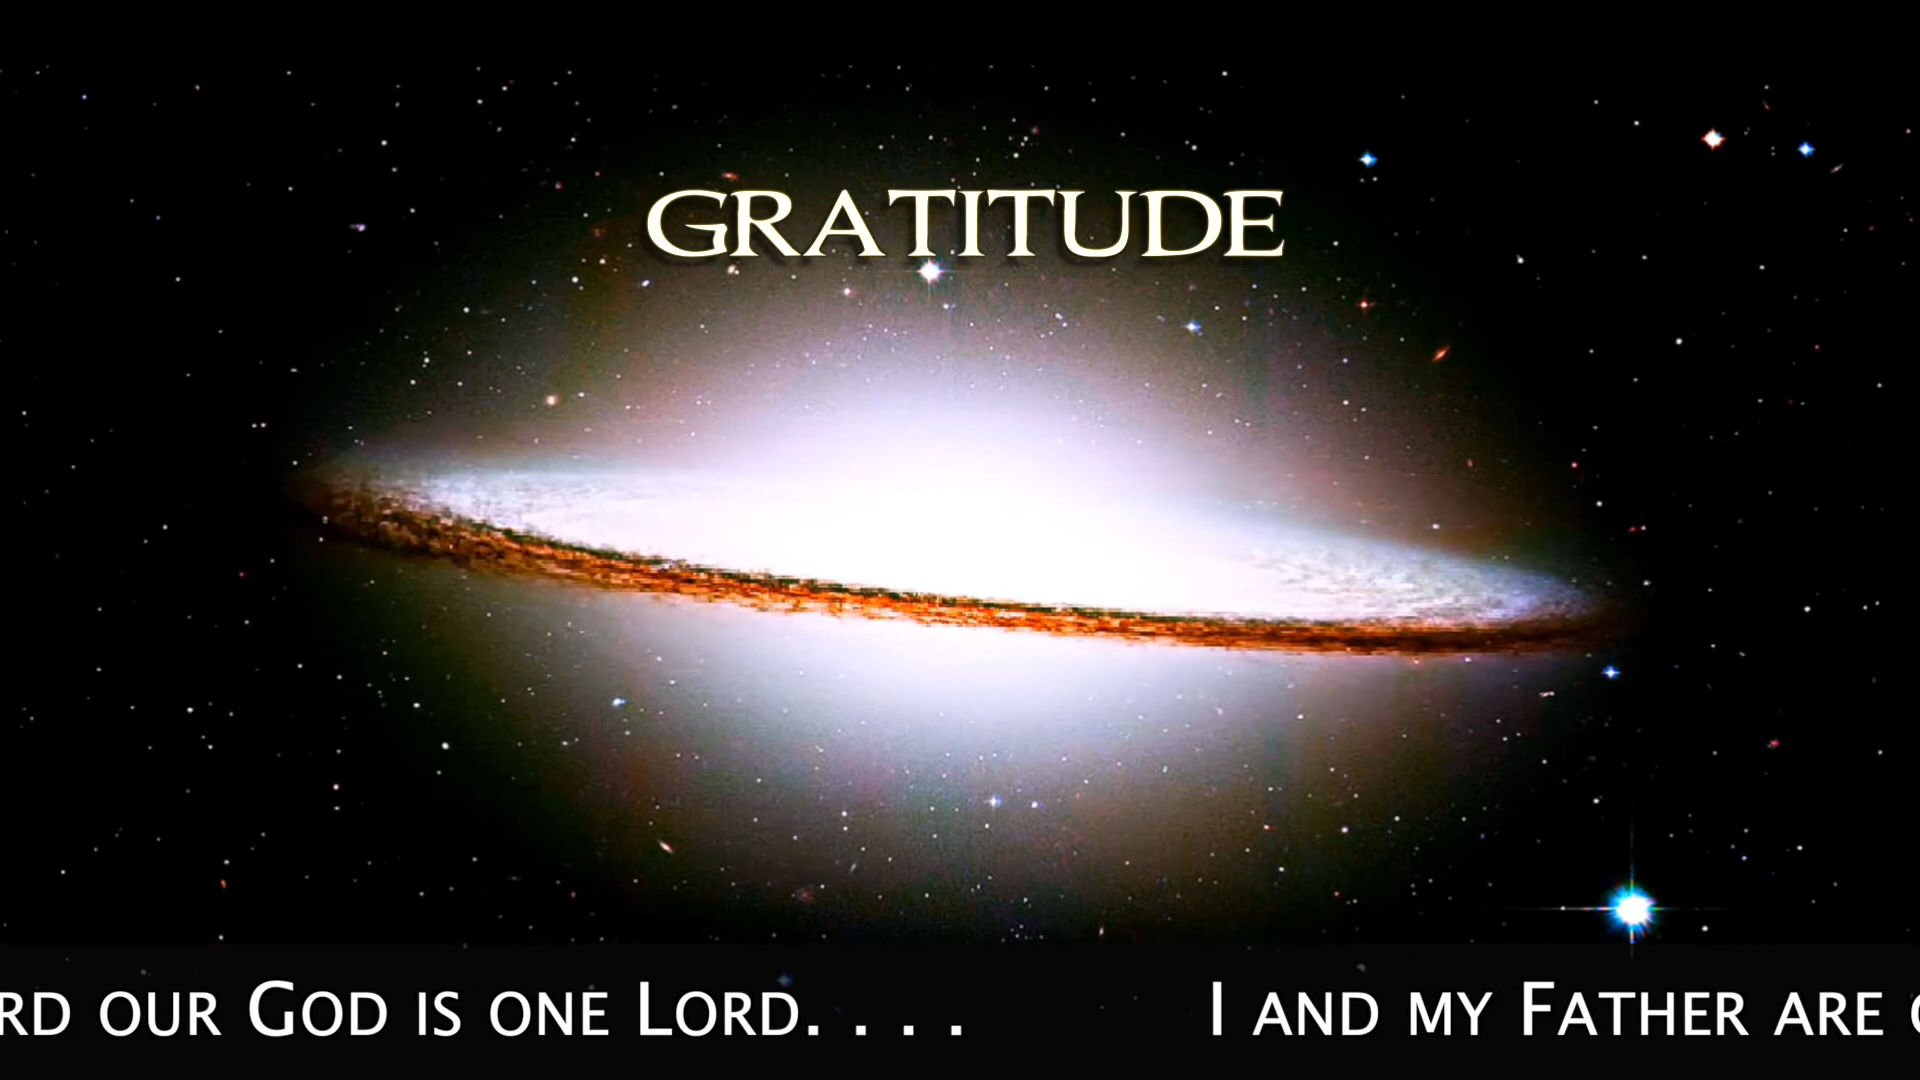 GRATITUDE
RD OUR GOD IS ONE LORD. . . . I AND MY FATHER ARE